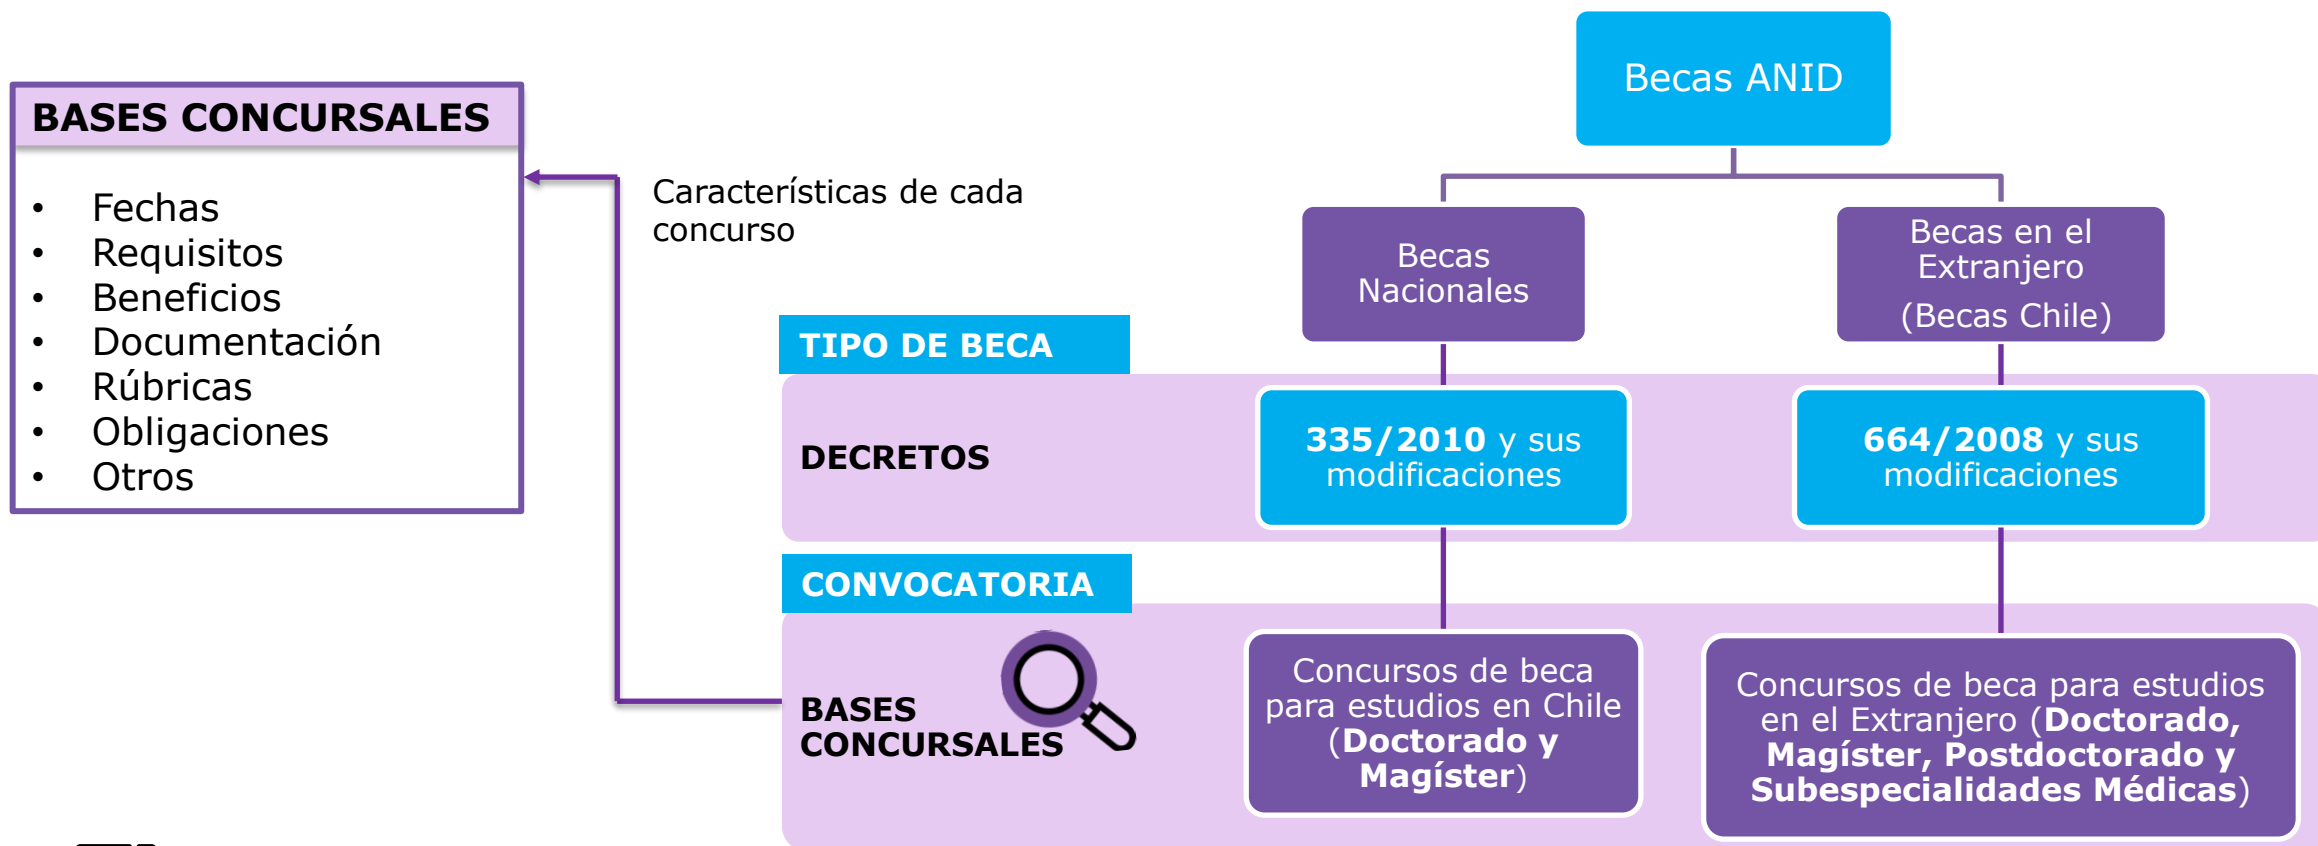 Becas ANID
BASES CONCURSALES
• Fechas
• Requisitos
• Beneficios
• Documentación
• Rúbricas
• Obligaciones
• Otros
Características de cada
concurso
Becas
Nacionales
Becas en el
Extranjero
(Becas Chile)
TIPO DE BECA
DECRETOS
335/2010 y sus
modificaciones
664/2008 y sus
modificaciones
CONVOCATORIA
BASES
CONCURSALES
Concursos de beca
para estudios en Chile
(Doctorado y
Magíster)
Concursos de beca para estudios
en el Extranjero (Doctorado,
Magíster, Postdoctorado y
Subespecialidades Médicas)